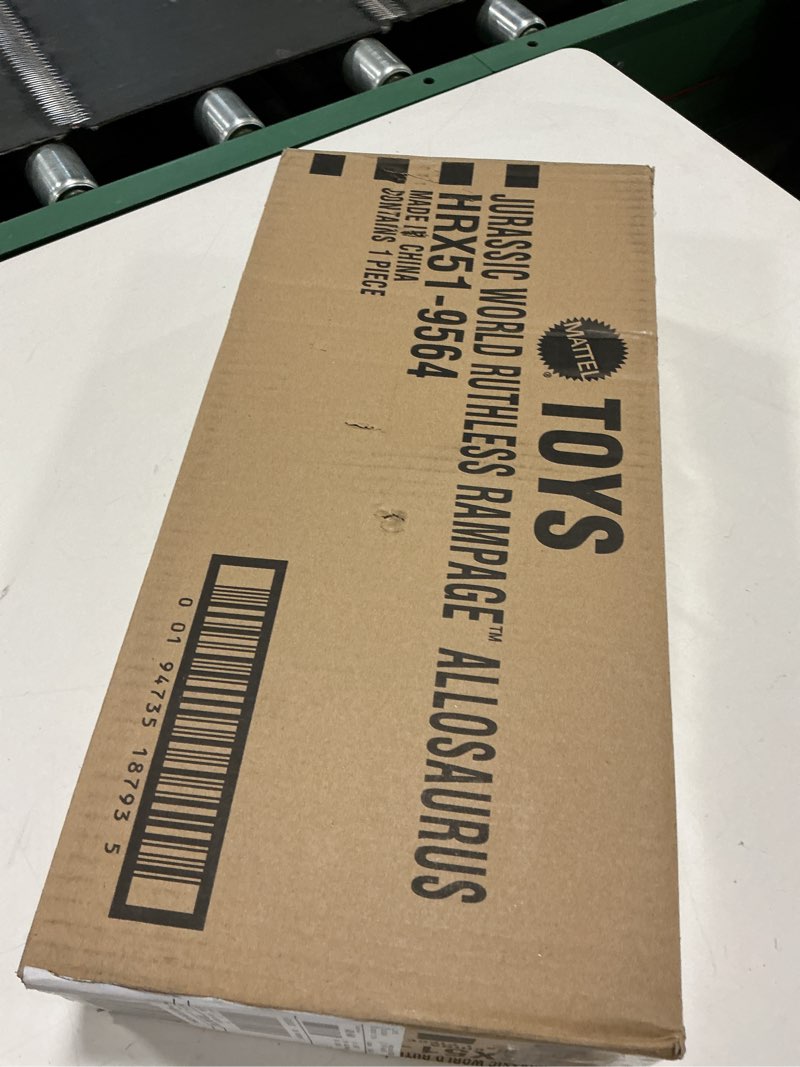 MATTEL
®
TOYS
JURASSIC WORLD RUTHLESS RAMPAGE™ ALLOSAURUS
HRX51-9564
MADE IN CHINA
CONTAINS 1 PIECE
0 01 94735 18793 5